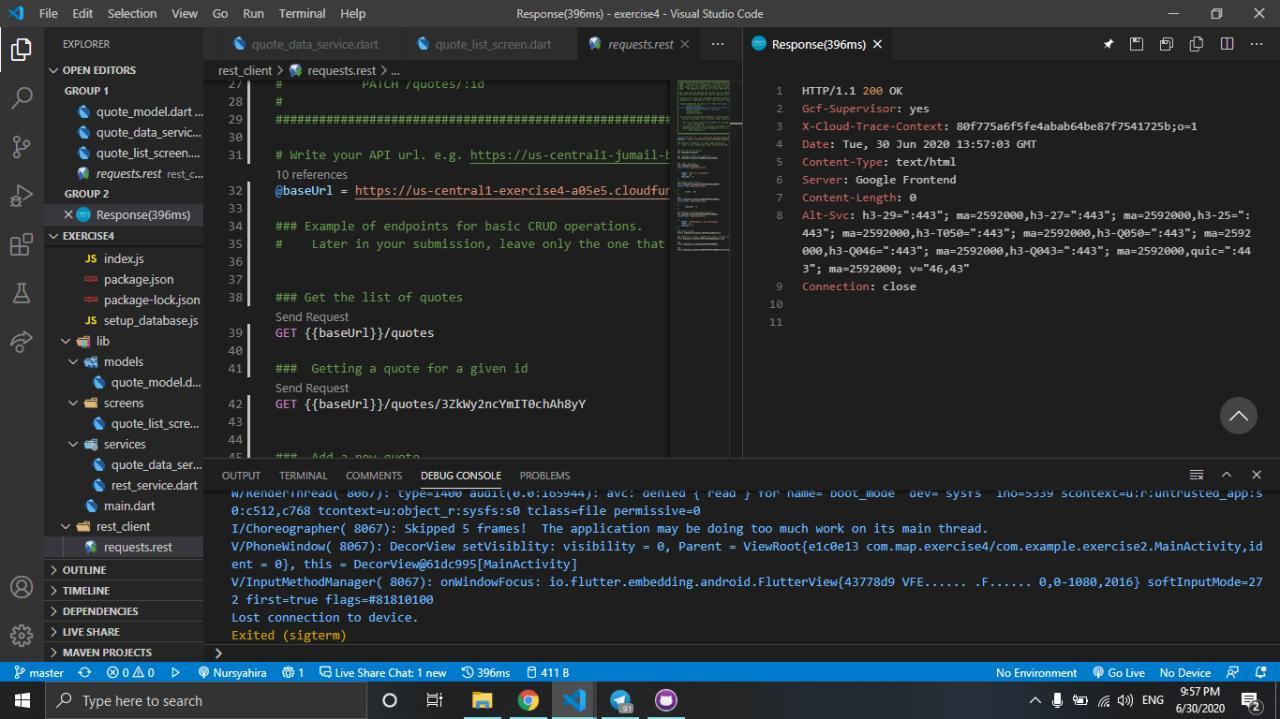 File Edit Selection View Go Run Terminal Help Response(396ms) - exercise4 - Visual Studio Code
EXPLORER
OPEN EDITORS
GROUP 1
quote_model.dart ...
quote_data_servic...
quote_list_screen....
requests.rest rest_c...
GROUP 2
Response(396ms)
EXERCISE4
index.js
package.json
package-lock.json
setup_database.js
lib
models
quote_model.d...
screens
quote_list_scre...
services
quote_data_ser...
rest_service.dart
main.dart
rest_client
requests.rest
OUTLINE
TIMELINE
DEPENDENCIES
LIVE SHARE
MAVEN PROJECTS
quote_data_service.dart quote_list_screen.dart requests.rest
rest_client > requests.rest > ...
27 # PATCH /quotes/:id
28 #
29 ######################################################
30
31 # Write your API url. e.g. https://us-central1-jumail-b
10 references
32 @baseUrl = https://us-central1-exercise4-a05e5.cloudfun
33
34 ### Example of endpoints for basic CRUD operations.
35 # Later in your submission, leave only the one that
36
37
38 ### Get the list of quotes
Send Request
39 GET {{baseUrl}}/quotes
40
41 ### Getting a quote for a given id
Send Request
42 GET {{baseUrl}}/quotes/3ZkWy2ncYmIT0chAh8yY
43
44
45 ### Add a new quote
Response(396ms)
1 HTTP/1.1 200 OK
2 Gcf-Supervisor: yes
3 X-Cloud-Trace-Context: 80f775a6f5fe4abab64be87f7541725b;o=1
4 Date: Tue, 30 Jun 2020 13:57:03 GMT
5 Content-Type: text/html
6 Server: Google Frontend
7 Content-Length: 0
8 Alt-Svc: h3-29=":443"; ma=2592000,h3-27=":443"; ma=2592000,h3-25=":
443"; ma=2592000,h3-T050=":443"; ma=2592000,h3-Q050=":443"; ma=2592
000,h3-Q046=":443"; ma=2592000,h3-Q043=":443"; ma=2592000,quic=":44
3"; ma=2592000; v="46,43"
9 Connection: close
10
11
OUTPUT TERMINAL COMMENTS DEBUG CONSOLE PROBLEMS
W/RenderThread( 8067): type=1400 audit(0.0:165944): avc: denied { read } for name="boot_mode" dev="sysfs" ino=5339 scontext=u:r:untrusted_app:s
0:c512,c768 tcontext=u:object_r:sysfs:s0 tclass=file permissive=0
I/Choreographer( 8067): Skipped 5 frames! The application may be doing too much work on its main thread.
V/PhoneWindow( 8067): DecorView setVisiblity: visibility = 0, Parent = ViewRoot{e1c0e13 com.map.exercise4/com.example.exercise2.MainActivity,id
ent = 0}, this = DecorView@61dc995[MainActivity]
V/InputMethodManager( 8067): onWindowFocus: io.flutter.embedding.android.FlutterView{43778d9 VFE...... .F...... 0,0-1080,2016} softInputMode=27
2 first=true flags=#81810100
Lost connection to device.
Exited (sigterm)
master 0 0 Nursyahira 1 Live Share Chat: 1 new 396ms 411 B No Environment Go Live No Device
Type here to search
91
ENG
9:57 PM
6/30/2020
2